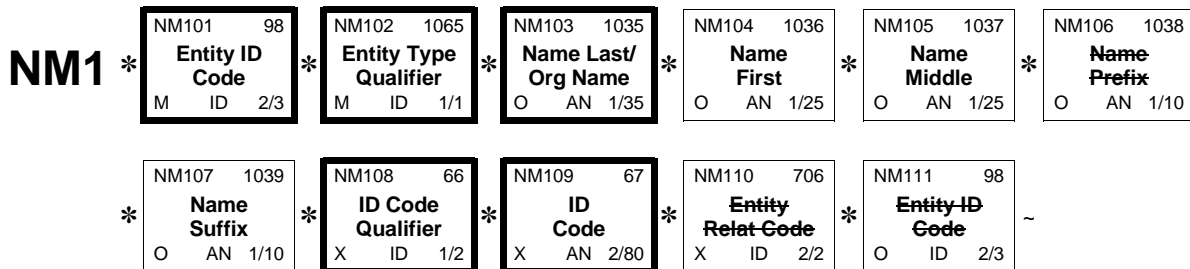 NM101 98 NM102 1065 NM103 1035 NM104 1036 NM105 1037 NM106 1038
NM1 * Entity ID * Entity Type * Name Last/ * Name * Name * Name
Code Qualifier Org Name First Middle Prefix
M ID 2/3 M ID 1/1 O AN 1/35 O AN 1/25 O AN 1/25 O AN 1/10
NM107 1039 NM108 66 NM109 67 NM110 706 NM111 98
* Name * ID Code * ID * Entity * Entity ID ~
Suffix Qualifier Code Relat Code Code
O AN 1/10 X ID 1/2 X AN 2/80 X ID 2/2 O ID 2/3